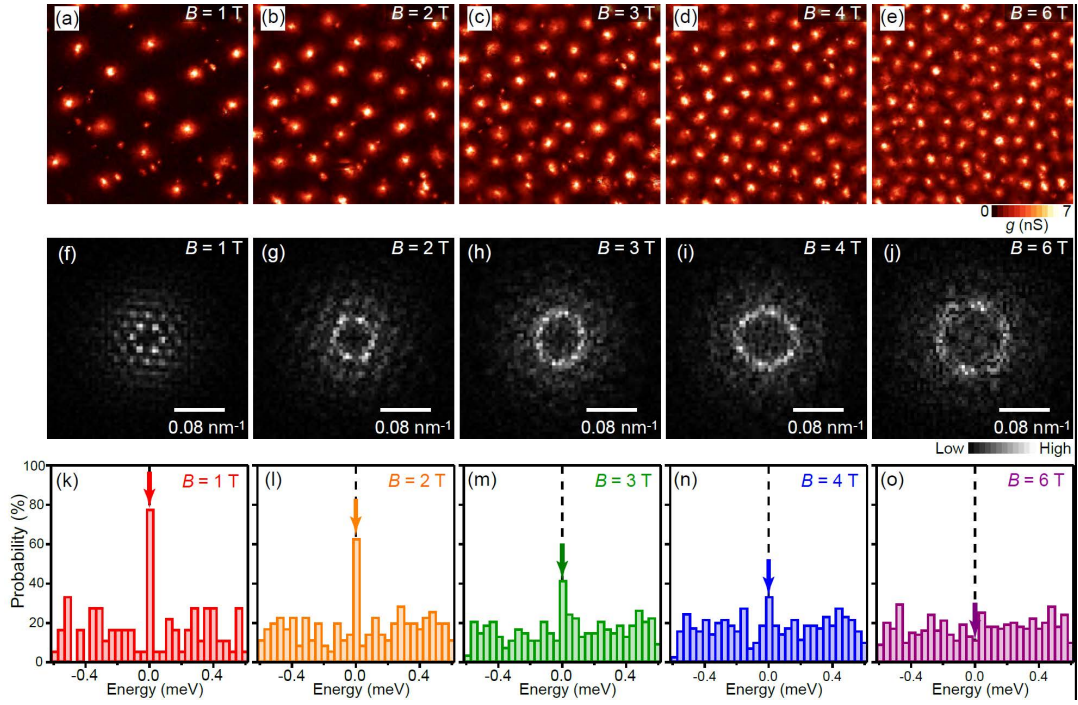 (a) B = 1 T (b) B = 2 T (c) B = 3 T (d) B = 4 T (e) B = 6 T
0 7
g (nS)
(f) B = 1 T (g) B = 2 T (h) B = 3 T (i) B = 4 T (j) B = 6 T
0.08 nm⁻¹ 0.08 nm⁻¹ 0.08 nm⁻¹ 0.08 nm⁻¹ 0.08 nm⁻¹
Low High
100
(k) B = 1 T (l) B = 2 T (m) B = 3 T (n) B = 4 T (o) B = 6 T
80
60
40
20
0
Probability (%)
-0.4 0.0 0.4 -0.4 0.0 0.4 -0.4 0.0 0.4 -0.4 0.0 0.4 -0.4 0.0 0.4
Energy (meV) Energy (meV) Energy (meV) Energy (meV) Energy (meV)